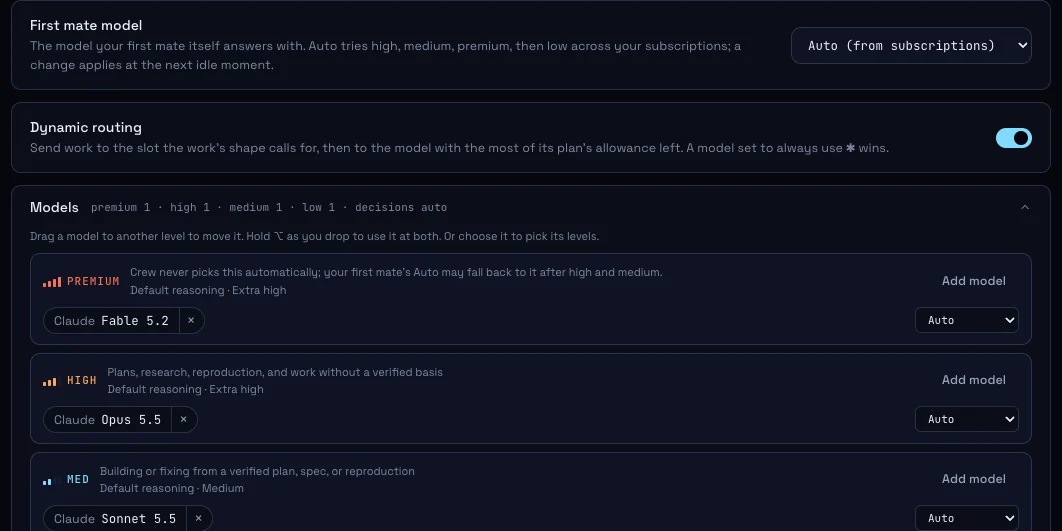 First mate model
The model your first mate itself answers with. Auto tries high, medium, premium, then low across your subscriptions; a
change applies at the next idle moment.
Auto (from subscriptions)
Dynamic routing
Send work to the slot the work's shape calls for, then to the model with the most of its plan's allowance left. A model set to always use ✱ wins.
Models premium 1 · high 1 · medium 1 · low 1 · decisions auto
Drag a model to another level to move it. Hold ⌥ as you drop to use it at both. Or choose it to pick its levels.
PREMIUM
Crew never picks this automatically; your first mate's Auto may fall back to it after high and medium.
Default reasoning · Extra high
Add model
Claude Fable 5.2 ×
Auto
HIGH
Plans, research, reproduction, and work without a verified basis
Default reasoning · Extra high
Add model
Claude Opus 5.5 ×
Auto
MED
Building or fixing from a verified plan, spec, or reproduction
Default reasoning · Medium
Add model
Claude Sonnet 5.5 ×
Auto